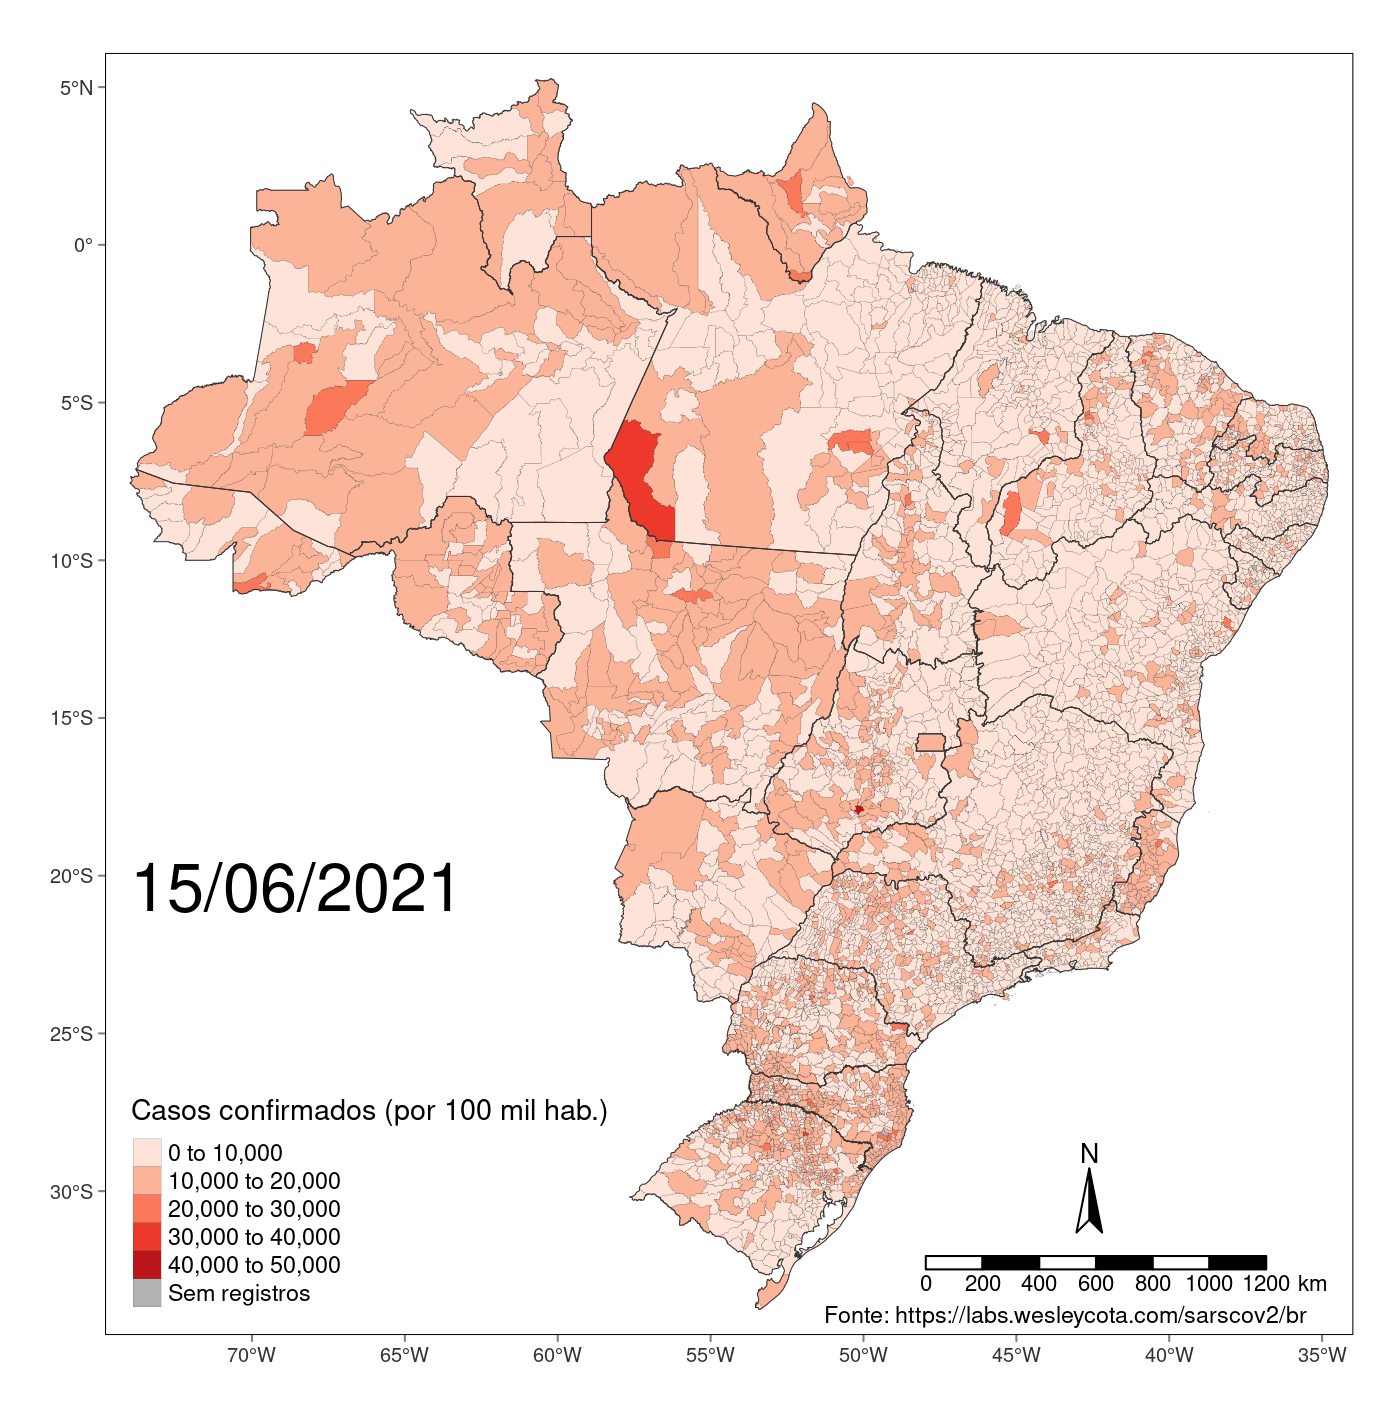 5°N
0°
5°S
10°S
15°S
20°S
25°S
30°S
15/06/2021
Casos confirmados (por 100 mil hab.)
0 to 10,000
10,000 to 20,000
20,000 to 30,000
30,000 to 40,000
40,000 to 50,000
Sem registros
N
0 200 400 600 800 1000 1200 km
Fonte: https://labs.wesleycota.com/sarscov2/br
70°W 65°W 60°W 55°W 50°W 45°W 40°W 35°W